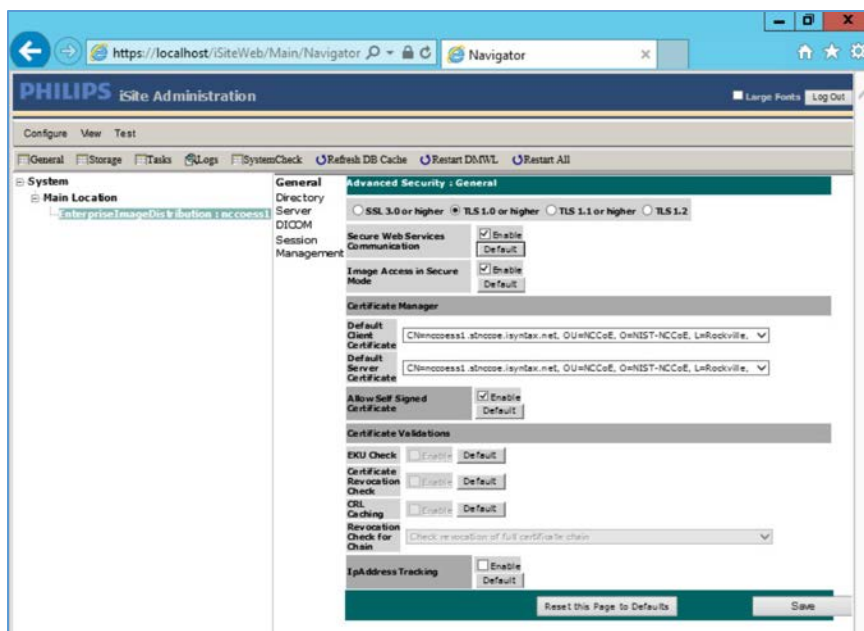 https://localhost/iSiteWeb/Main/Navigator
Navigator
PHILIPS iSite Administration
Large Fonts Log Out
Configure View Test
General Storage Tasks Logs SystemCheck Refresh DB Cache Restart DMWL Restart All
System
Main Location
EnterpriseImageDistribution : nccoess1
General
Directory
Server
DICOM
Session
Management
Advanced Security : General
SSL 3.0 or higher TLS 1.0 or higher TLS 1.1 or higher TLS 1.2
Secure Web Services
Communication
Enable
Default
Image Access in Secure
Mode
Enable
Default
Certificate Manager
Default
Client
Certificate
CN=nccoess1.stnccoe.isyntax.net, OU=NCCoE, O=NIST-NCCoE, L=Rockville,
Default
Server
Certificate
CN=nccoess1.stnccoe.isyntax.net, OU=NCCoE, O=NIST-NCCoE, L=Rockville,
Allow Self Signed
Certificate
Enable
Default
Certificate Validations
EKU Check Enable Default
Certificate
Revocation
Check
Enable Default
CRL
Caching
Enable Default
Revocation
Check for
Chain
Check revocation of full certificate chain
IpAddress Tracking
Enable
Default
Reset this Page to Defaults Save